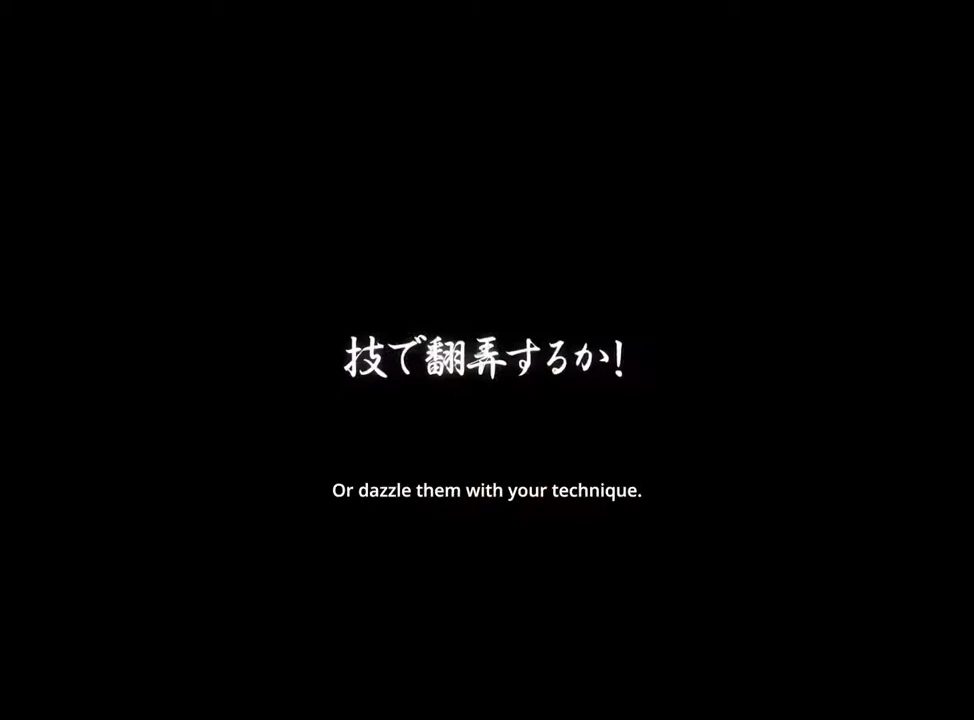 技で翻弄するか!
Or dazzle them with your technique.